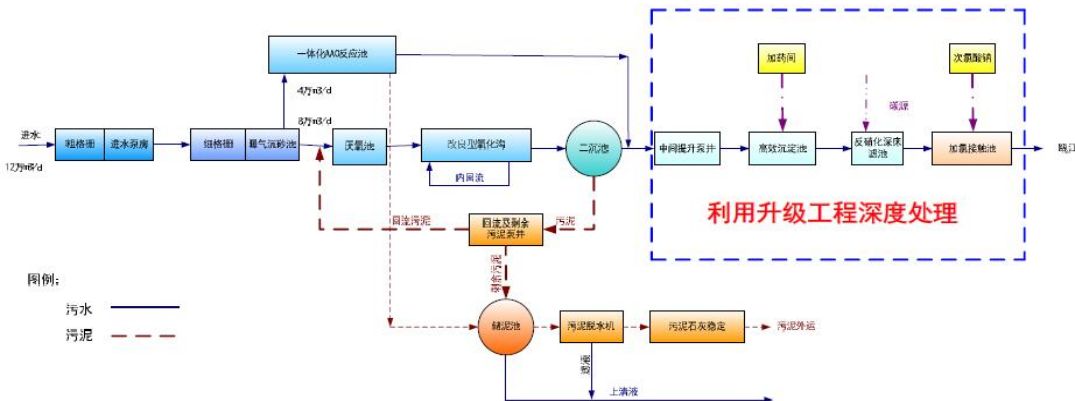 一体化AAO反应池
加药间
次氯酸钠
4万m3/d
8万m3/d
碳源
进水
12万m3/d
粗格栅
进水泵房
细格栅
曝气沉砂池
厌氧池
改良型氧化沟
内回流
二沉池
中间提升泵井
高效沉淀池
反硝化深床
滤池
加氯接触池
瓯江
利用升级工程深度处理
回流污泥
回流及剩余
污泥泵井
污泥
剩余污泥
图例：
污水
污泥
储泥池
污泥脱水机
污泥石灰稳定
污泥外运
滤液
上清液